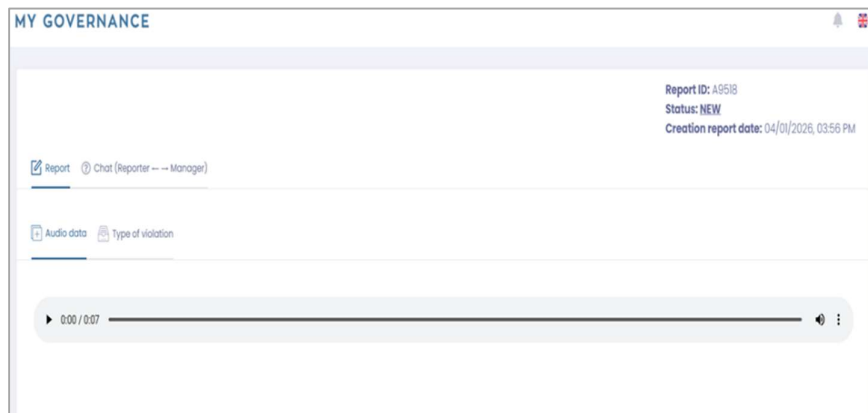 MY GOVERNANCE
Report ID: A9518
Status: NEW
Creation report date: 04/01/2026, 03:56 PM
Report Chat (Reporter ←→ Manager)
Audio data Type of violation
0:00 / 0:07